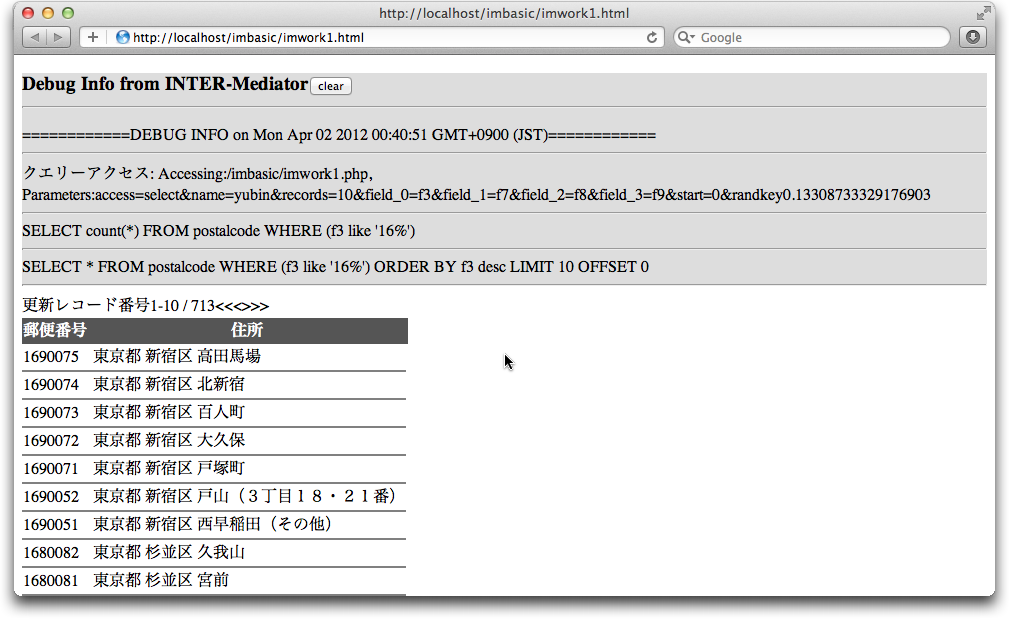 http://localhost/imbasic/imwork1.html
http://localhost/imbasic/imwork1.html
Google
Debug Info from INTER-Mediator clear
============DEBUG INFO on Mon Apr 02 2012 00:40:51 GMT+0900 (JST)============
クエリーアクセス: Accessing:/imbasic/imwork1.php,
Parameters:access=select&name=yubin&records=10&field_0=f3&field_1=f7&field_2=f8&field_3=f9&start=0&randkey0.13308733329176903
SELECT count(*) FROM postalcode WHERE (f3 like '16%')
SELECT * FROM postalcode WHERE (f3 like '16%') ORDER BY f3 desc LIMIT 10 OFFSET 0
更新レコード番号1-10 / 713<<<>>>
郵便番号 住所
1690075 東京都 新宿区 高田馬場
1690074 東京都 新宿区 北新宿
1690073 東京都 新宿区 百人町
1690072 東京都 新宿区 大久保
1690071 東京都 新宿区 戸塚町
1690052 東京都 新宿区 戸山（３丁目１８・２１番）
1690051 東京都 新宿区 西早稲田（その他）
1680082 東京都 杉並区 久我山
1680081 東京都 杉並区 宮前